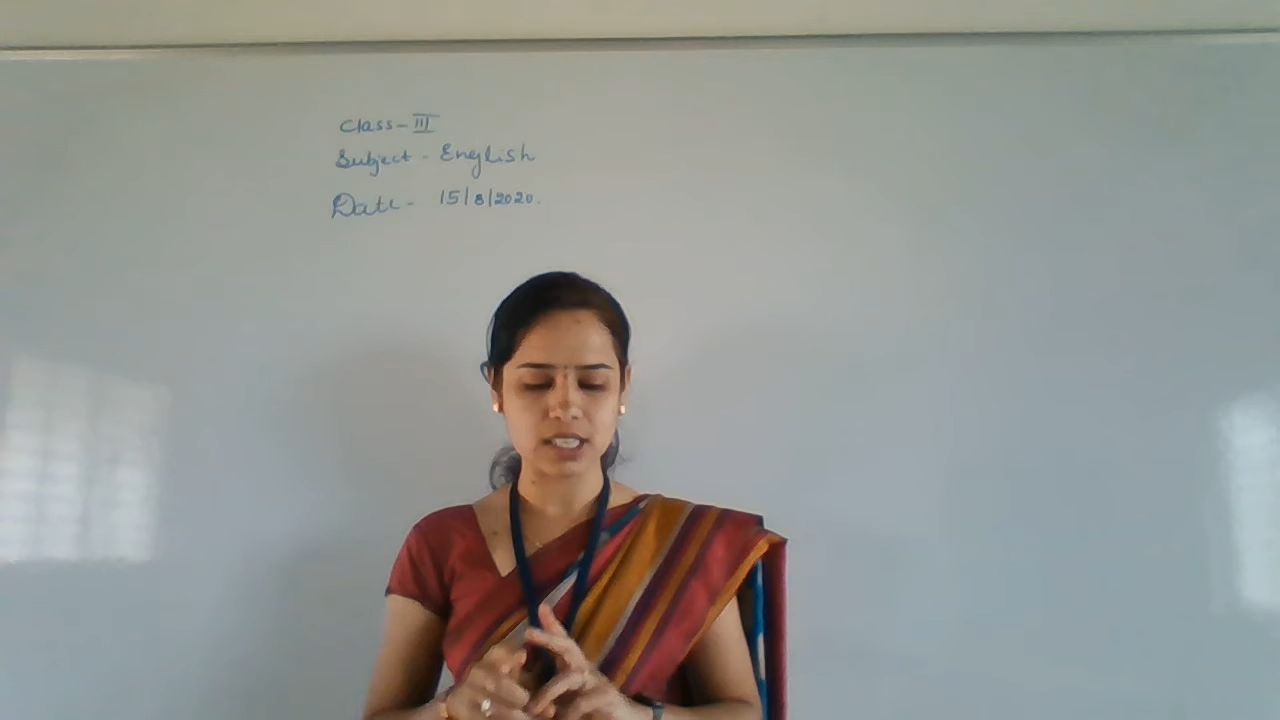 Class - III
Subject - English
Date - 15/8/2020.